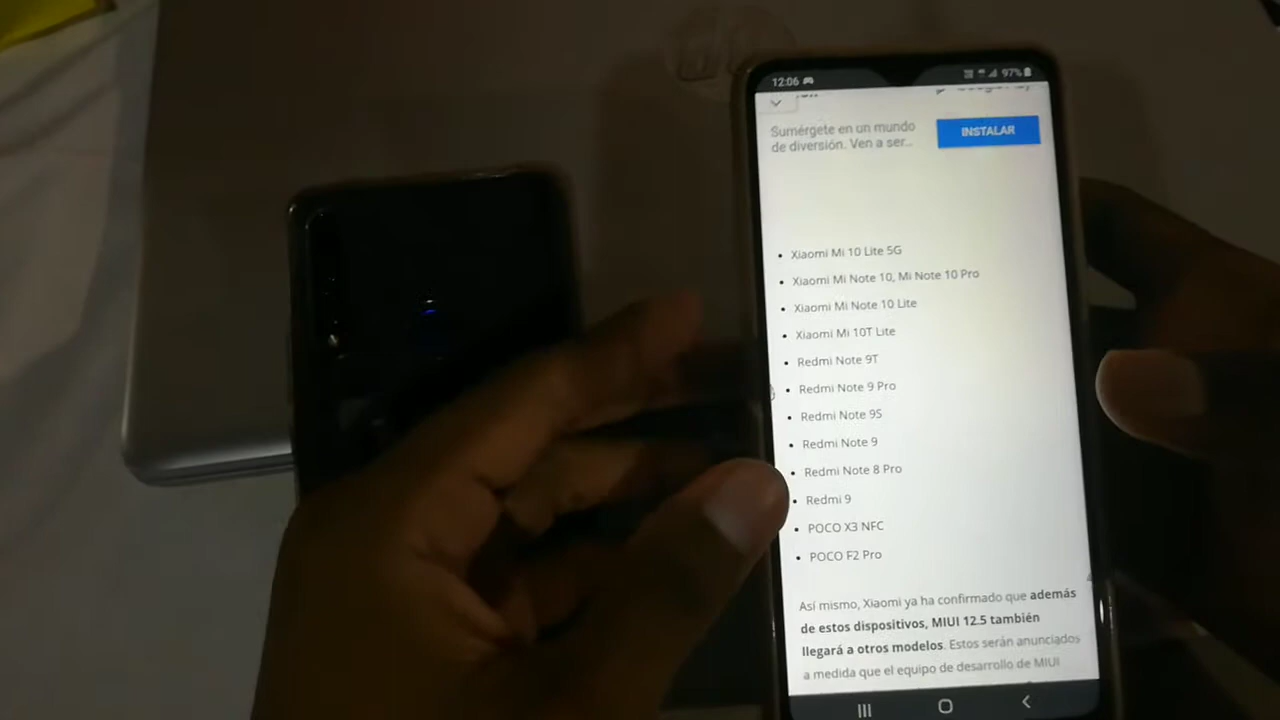 hp
12:06 97%
Sumérgete en un mundo
de diversión. Ven a ser...
INSTALAR
• Xiaomi Mi 10 Lite 5G
• Xiaomi Mi Note 10, Mi Note 10 Pro
• Xiaomi Mi Note 10 Lite
• Xiaomi Mi 10T Lite
• Redmi Note 9T
• Redmi Note 9 Pro
• Redmi Note 9S
• Redmi Note 9
• Redmi Note 8 Pro
• Redmi 9
• POCO X3 NFC
• POCO F2 Pro
Así mismo, Xiaomi ya ha confirmado que además
de estos dispositivos, MIUI 12.5 también
llegará a otros modelos. Estos serán anunciados
a medida que el equipo de desarrollo de MIUI